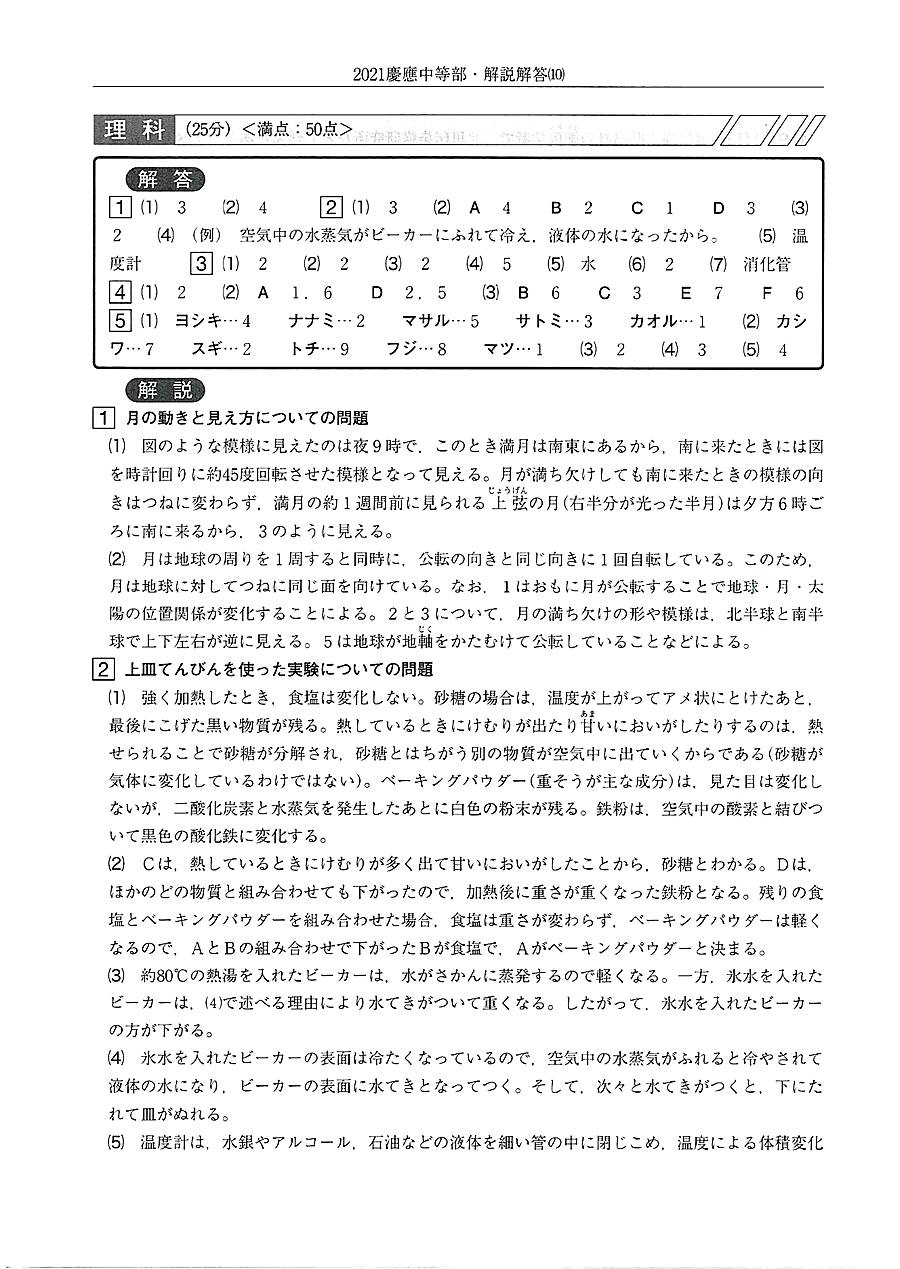 2021慶應中等部・解説解答⑽
理科 (25分) <満点:50点>
解答
1 ⑴ 3 ⑵ 4 2 ⑴ 3 ⑵ A 4 B 2 C 1 D 3 ⑶
2 ⑷ (例) 空気中の水蒸気がビーカーにふれて冷え,液体の水になったから。 ⑸ 温
度計 3 ⑴ 2 ⑵ 2 ⑶ 2 ⑷ 5 ⑸ 水 ⑹ 2 ⑺ 消化管
4 ⑴ 2 ⑵ A 1.6 D 2.5 ⑶ B 6 C 3 E 7 F 6
5 ⑴ ヨシキ…4 ナナミ…2 マサル…5 サトミ…3 カオル…1 ⑵ カシ
ワ…7 スギ…2 トチ…9 フジ…8 マツ…1 ⑶ 2 ⑷ 3 ⑸ 4
解説
1 月の動きと見え方についての問題
⑴ 図のような模様に見えたのは夜9時で,このとき満月は南東にあるから,南に来たときには図
を時計回りに約45度回転させた模様となって見える。月が満ち欠けしても南に来たときの模様の向
きはつねに変わらず,満月の約1週間前に見られる上弦(じょうげん)の月(右半分が光った半月)は夕方6時ご
ろに南に来るから,3のように見える。
⑵ 月は地球の周りを1周すると同時に,公転の向きと同じ向きに1回自転している。このため,
月は地球に対してつねに同じ面を向けている。なお,1はおもに月が公転することで地球・月・太
陽の位置関係が変化することによる。2と3について,月の満ち欠けの形や模様は,北半球と南半
球で上下左右が逆に見える。5は地球が地軸(じく)をかたむけて公転していることなどによる。
2 上皿てんびんを使った実験についての問題
⑴ 強く加熱したとき,食塩は変化しない。砂糖の場合は,温度が上がってアメ状にとけたあと,
最後にこげた黒い物質が残る。熱しているときにけむりが出たり甘(あま)いにおいがしたりするのは,熱
せられることで砂糖が分解され,砂糖とはちがう別の物質が空気中に出ていくからである(砂糖が
気体に変化しているわけではない)。ベーキングパウダー(重そうが主な成分)は,見た目は変化し
ないが,二酸化炭素と水蒸気を発生したあとに白色の粉末が残る。鉄粉は,空気中の酸素と結びつ
いて黒色の酸化鉄に変化する。
⑵ Cは,熱しているときにけむりが多く出て甘いにおいがしたことから,砂糖とわかる。Dは,
ほかのどの物質と組み合わせても下がったので,加熱後に重さが重くなった鉄粉となる。残りの食
塩とベーキングパウダーを組み合わせた場合,食塩は重さが変わらず,ベーキングパウダーは軽く
なるので,AとBの組み合わせで下がったBが食塩で,Aがベーキングパウダーと決まる。
⑶ 約80℃の熱湯を入れたビーカーは,水がさかんに蒸発するので軽くなる。一方,氷水を入れた
ビーカーは,⑷で述べる理由により水てきがついて重くなる。したがって,氷水を入れたビーカー
の方が下がる。
⑷ 氷水を入れたビーカーの表面は冷たくなっているので,空気中の水蒸気がふれると冷やされて
液体の水になり,ビーカーの表面に水てきとなってつく。そして,次々と水てきがつくと,下にた
れて皿がぬれる。
⑸ 温度計は,水銀やアルコール,石油などの液体を細い管の中に閉じこめ,温度による体積変化